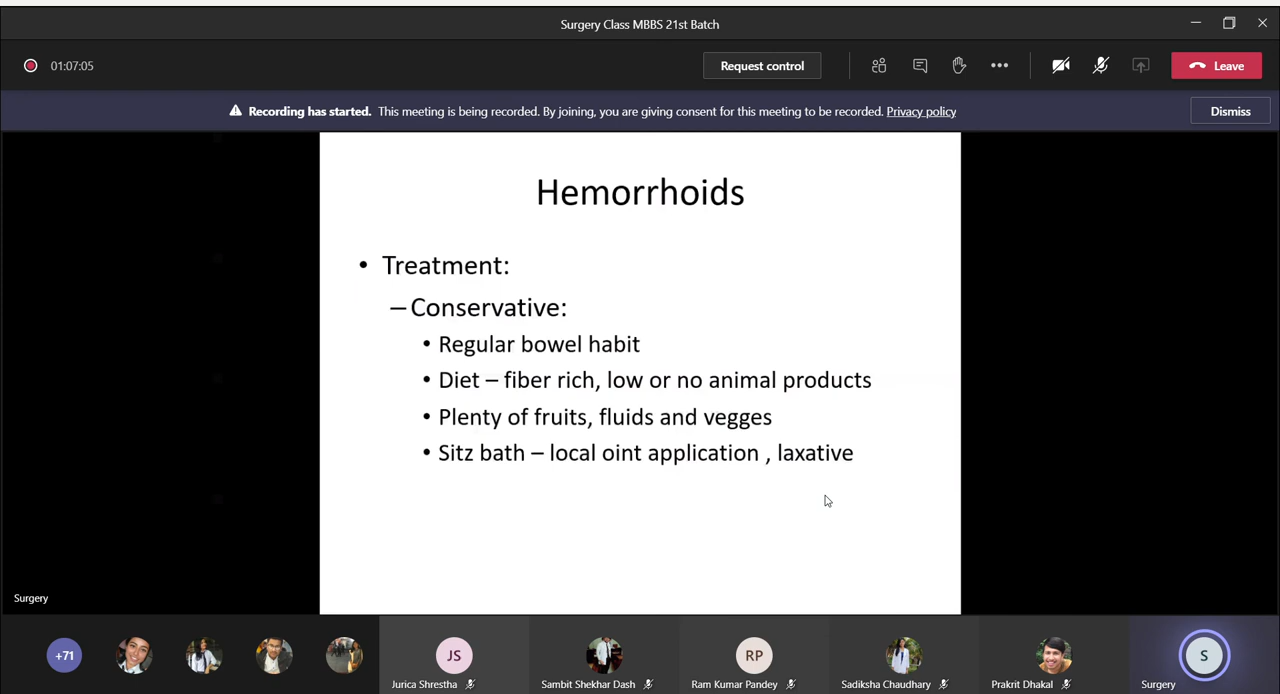 Surgery Class MBBS 21st Batch
01:07:05
Request control
Leave
Recording has started. This meeting is being recorded. By joining, you are giving consent for this meeting to be recorded. Privacy policy
Dismiss
Hemorrhoids
• Treatment:
– Conservative:
• Regular bowel habit
• Diet – fiber rich, low or no animal products
• Plenty of fruits, fluids and vegges
• Sitz bath – local oint application , laxative
Surgery
+71
JS
RP
S
Jurica Shrestha
Sambit Shekhar Dash
Ram Kumar Pandey
Sadiksha Chaudhary
Prakrit Dhakal
Surgery